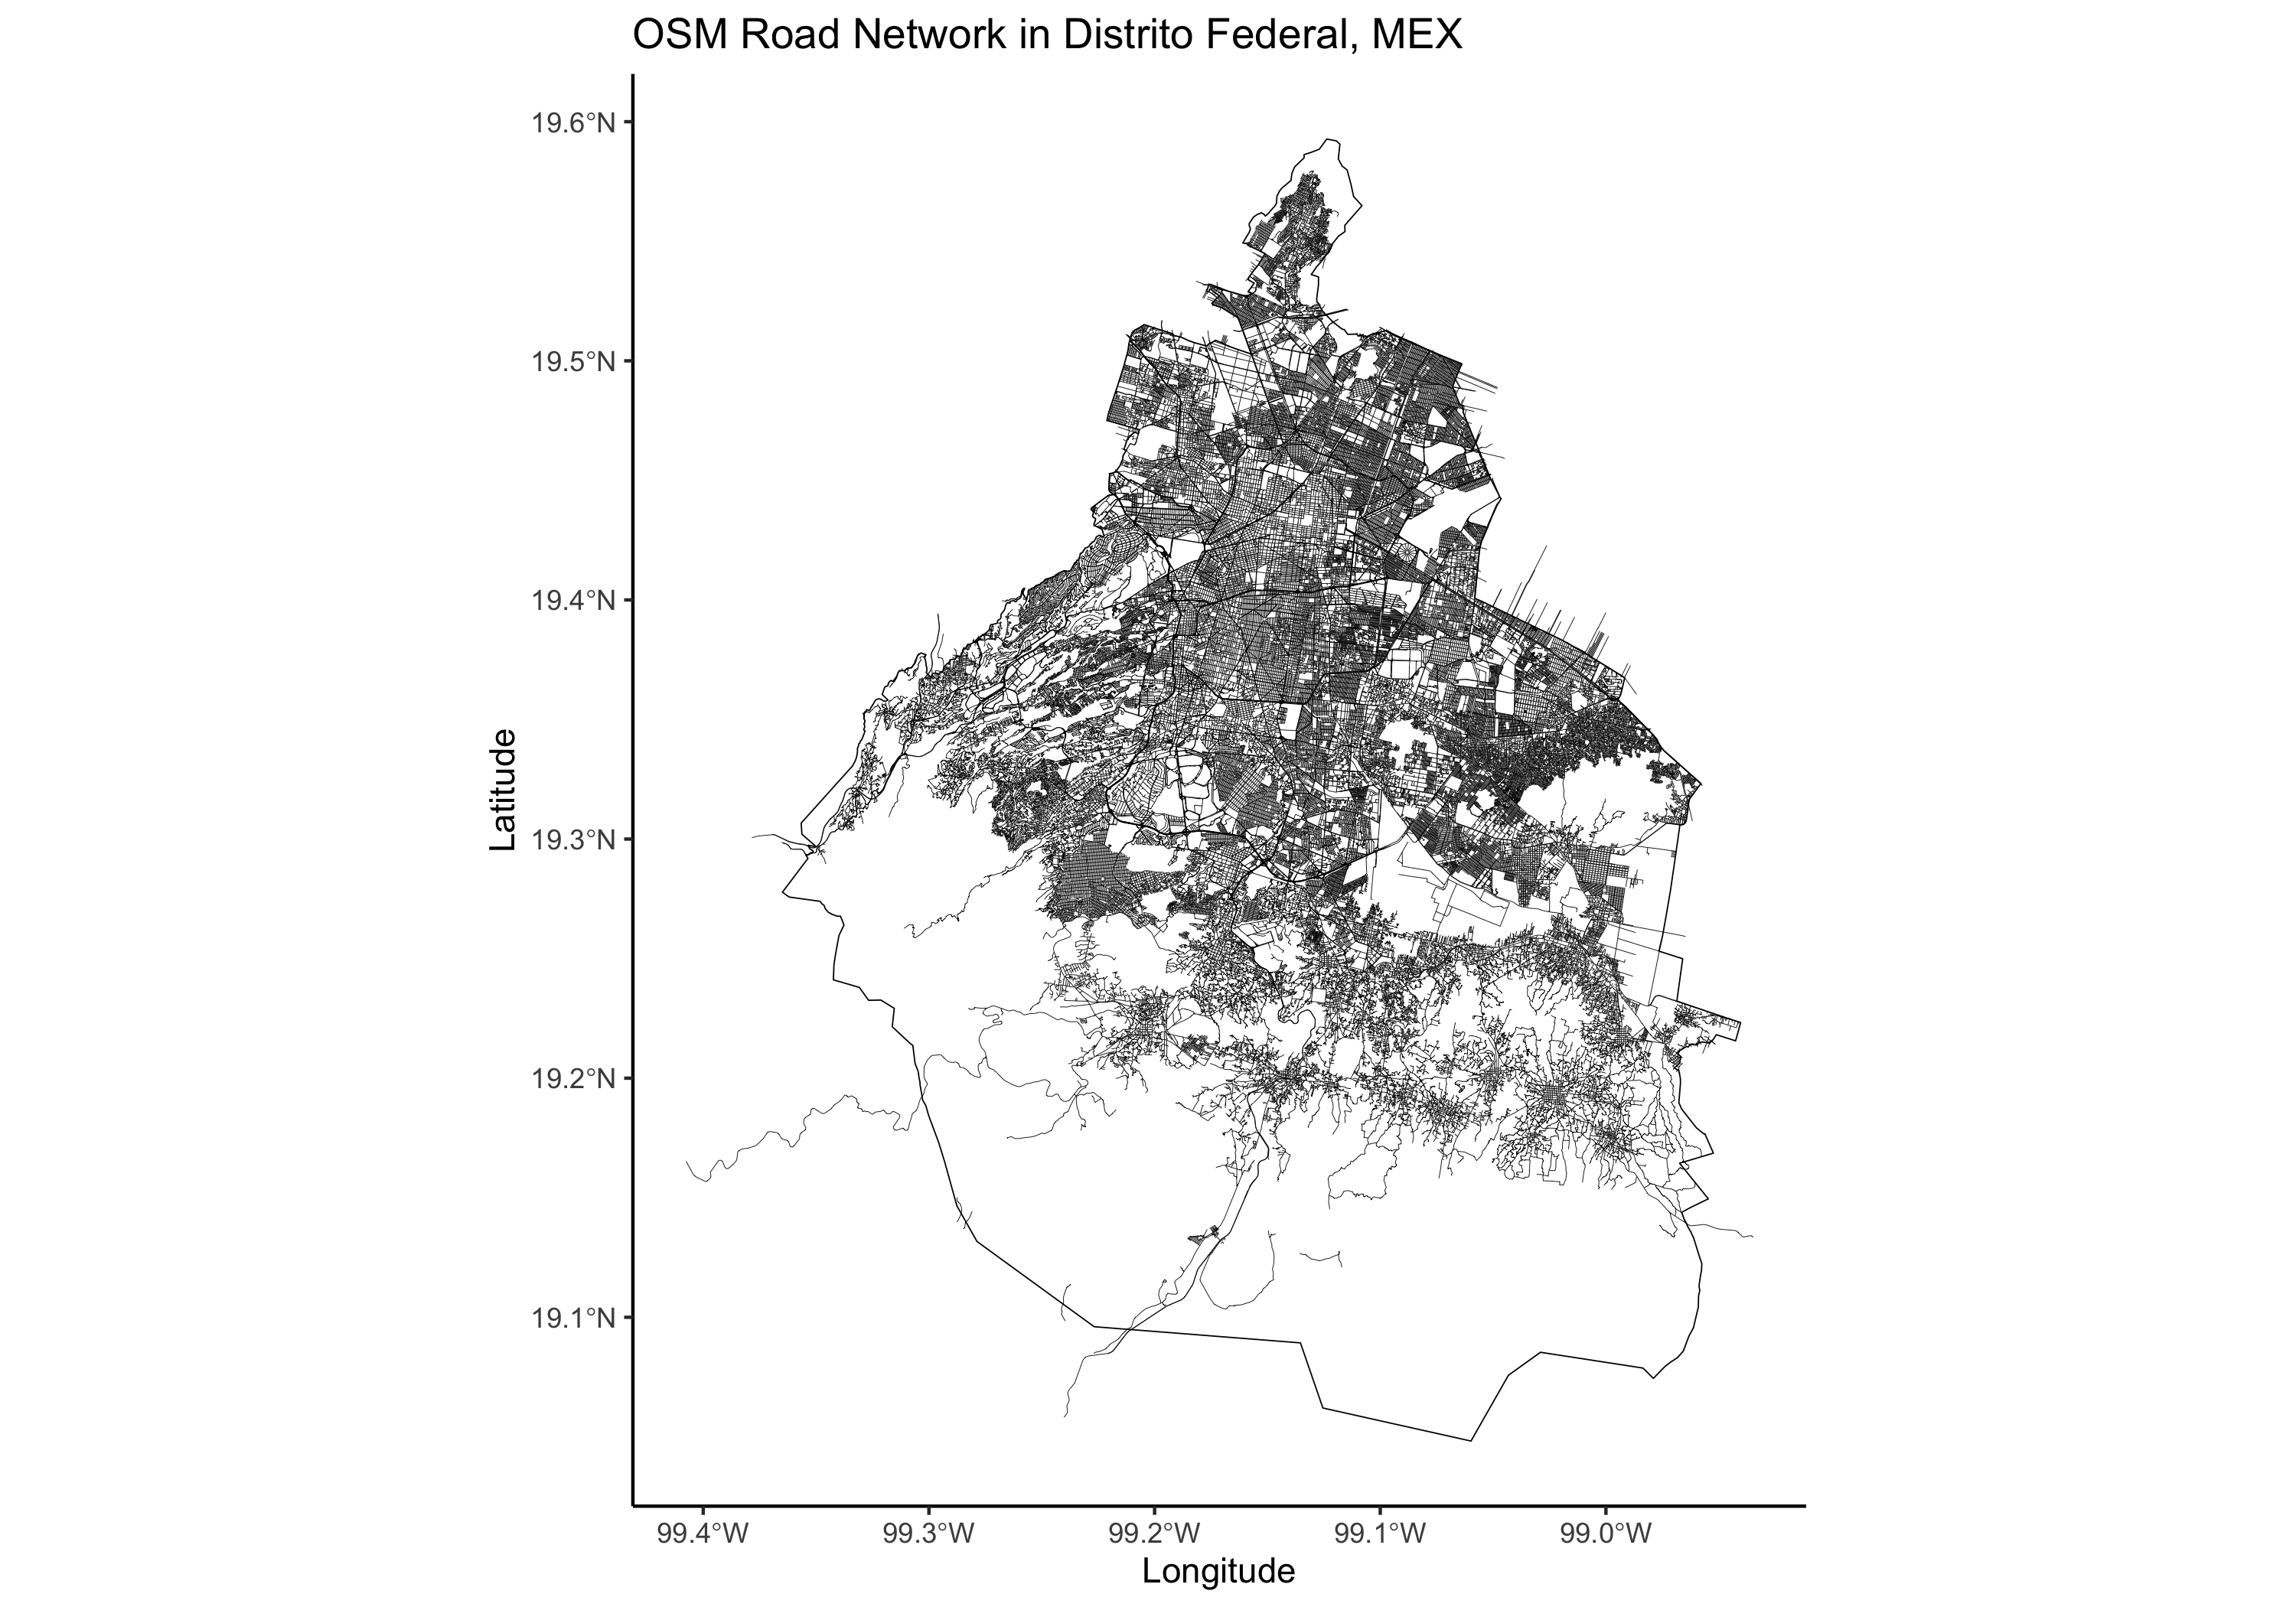 OSM Road Network in Distrito Federal, MEX
19.6°N
19.5°N
19.4°N
19.3°N
19.2°N
19.1°N
Latitude
99.4°W 99.3°W 99.2°W 99.1°W 99.0°W
Longitude